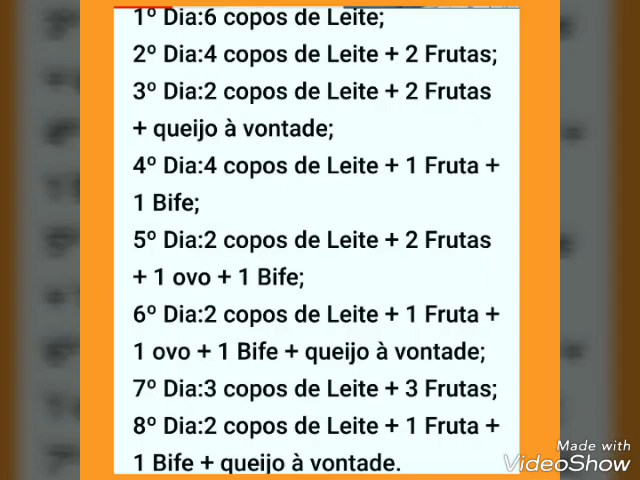 1º Dia:6 copos de Leite;
2º Dia:4 copos de Leite + 2 Frutas;
3º Dia:2 copos de Leite + 2 Frutas
+ queijo à vontade;
4º Dia:4 copos de Leite + 1 Fruta +
1 Bife;
5º Dia:2 copos de Leite + 2 Frutas
+ 1 ovo + 1 Bife;
6º Dia:2 copos de Leite + 1 Fruta +
1 ovo + 1 Bife + queijo à vontade;
7º Dia:3 copos de Leite + 3 Frutas;
8º Dia:2 copos de Leite + 1 Fruta +
1 Bife + queijo à vontade.
Made with
VideoShow